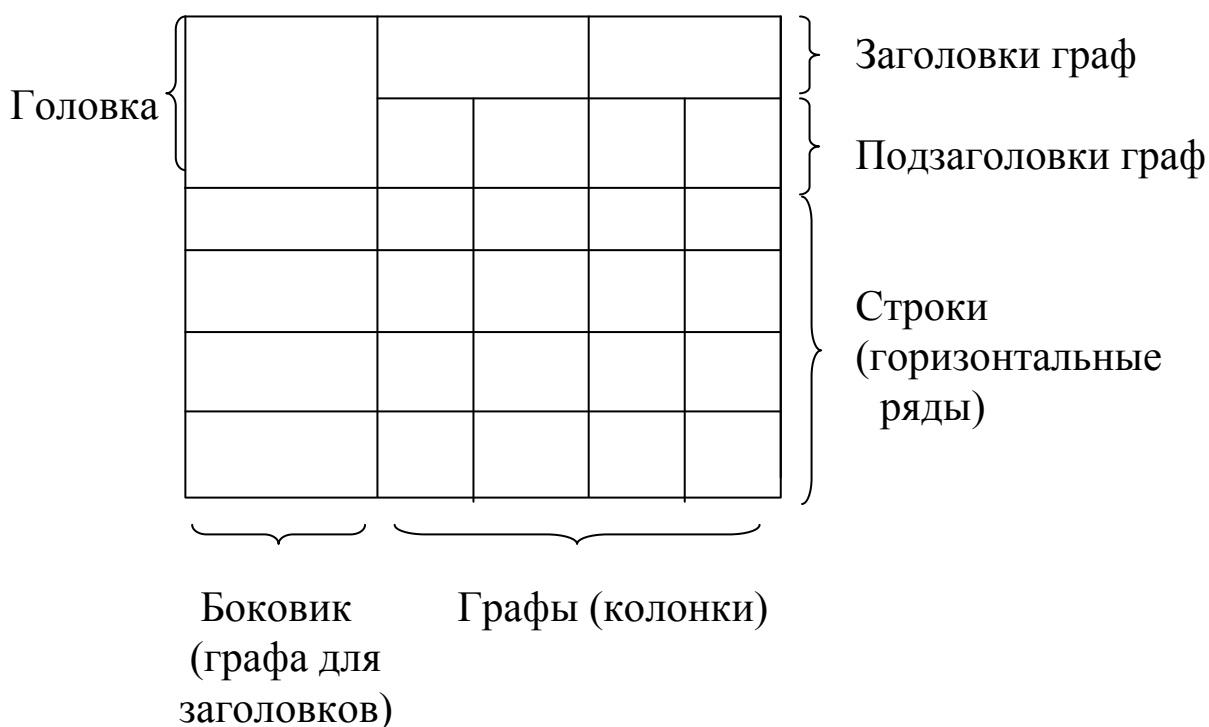 Заголовки граф
Головка
Подзаголовки граф
Строки
(горизонтальные
ряды)
Боковик
(графа для
заголовков)
Графы (колонки)